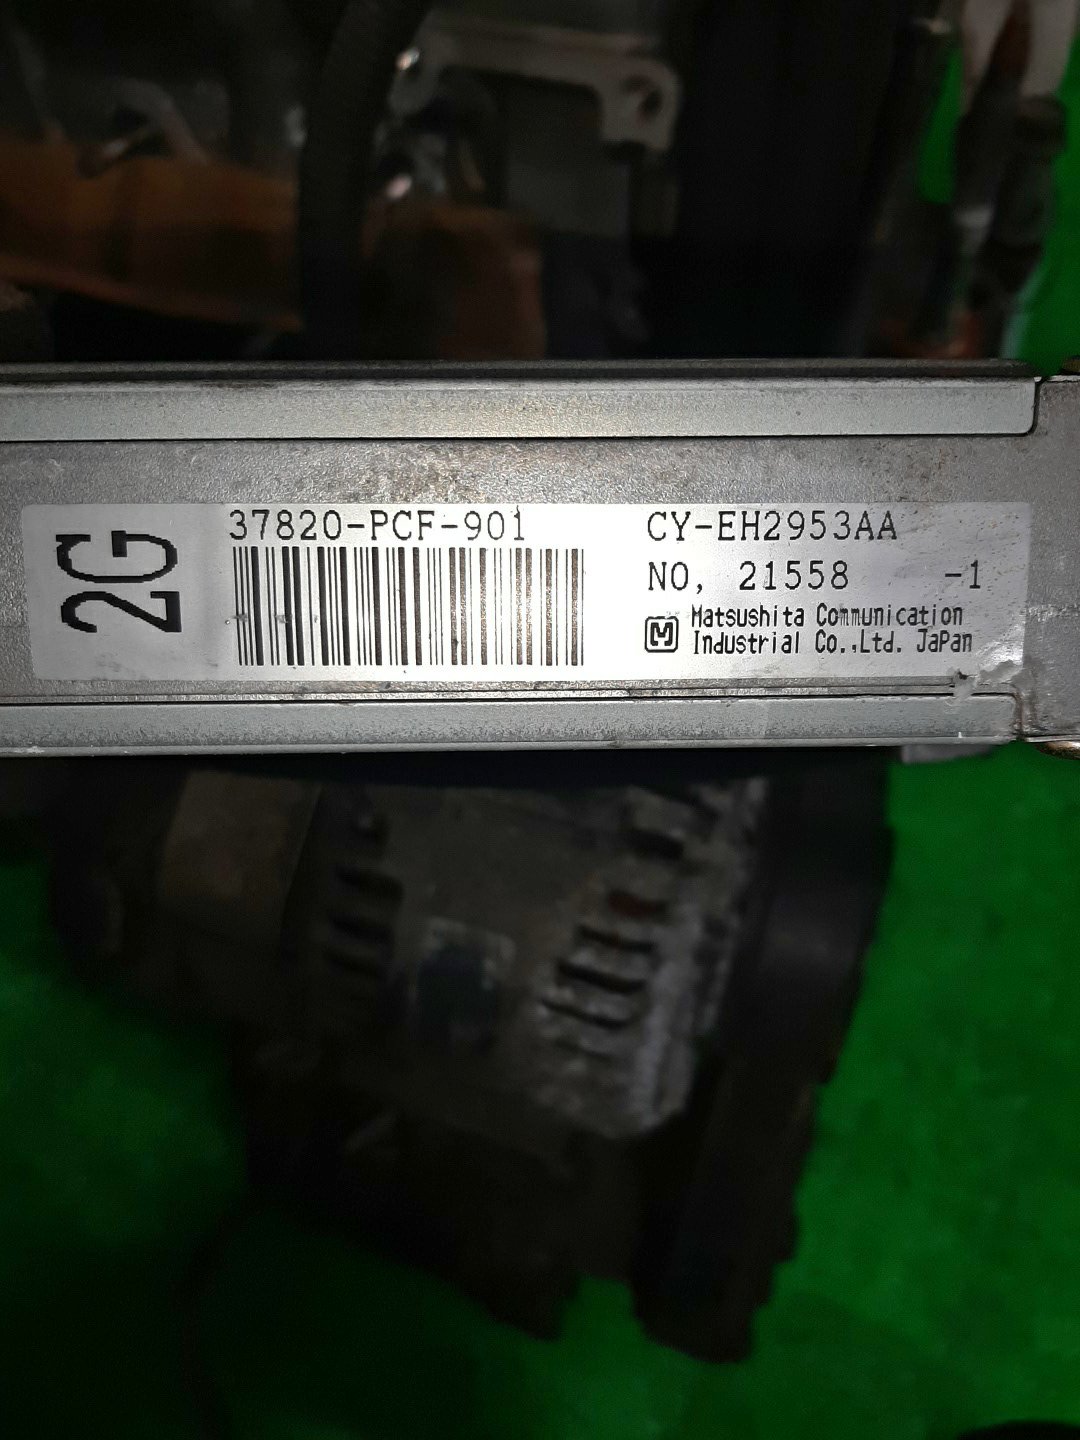 2G
37820-PCF-901
CY-EH2953AA
NO, 21558 -1
M Matsushita Communication
Industrial Co.,Ltd. JaPan